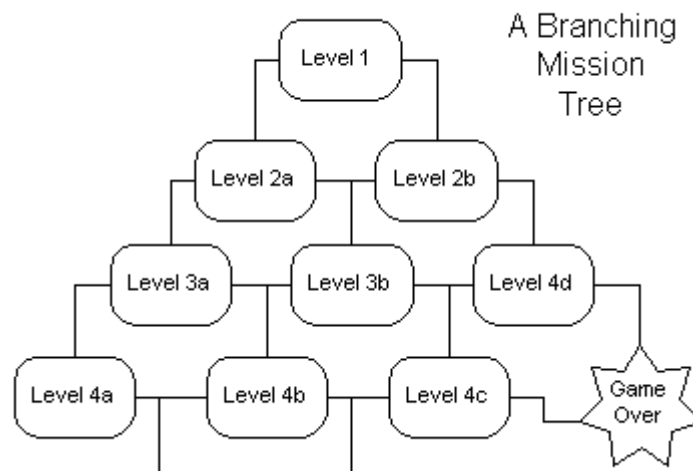 A Branching
Mission
Tree
Level 1
Level 2a
Level 2b
Level 3a
Level 3b
Level 4d
Level 4a
Level 4b
Level 4c
Game
Over